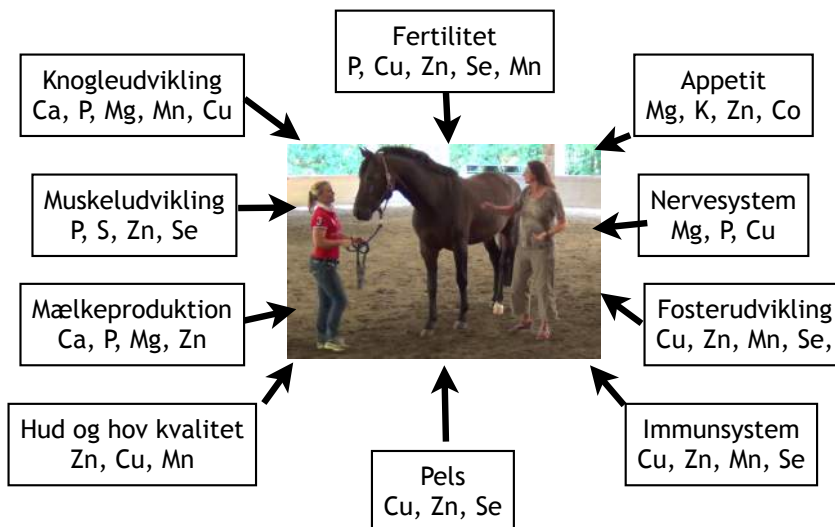 Fertilitet
P, Cu, Zn, Se, Mn
Knogleudvikling
Ca, P, Mg, Mn, Cu
Appetit
Mg, K, Zn, Co
Muskeludvikling
P, S, Zn, Se
Nervesystem
Mg, P, Cu
Mælkeproduktion
Ca, P, Mg, Zn
Fosterudvikling
Cu, Zn, Mn, Se,
Hud og hov kvalitet
Zn, Cu, Mn
Immunsystem
Cu, Zn, Mn, Se
Pels
Cu, Zn, Se